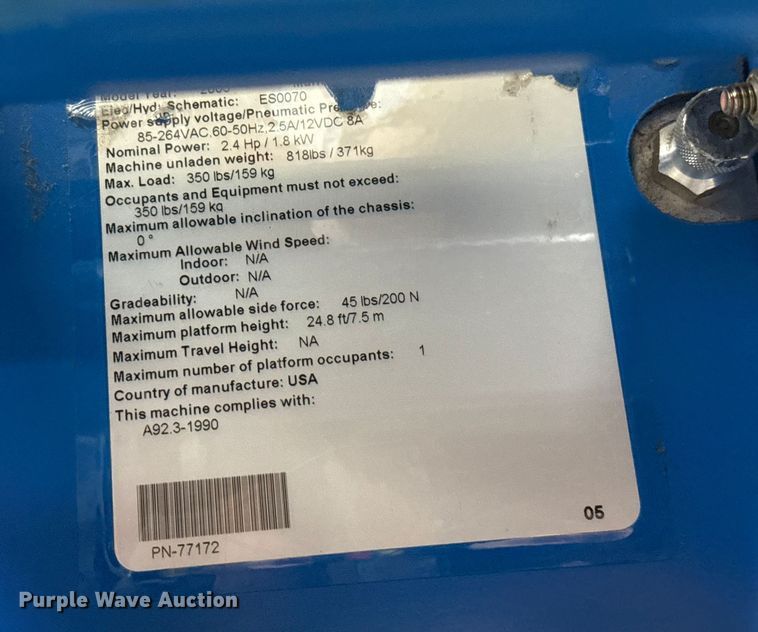 Model Year:
Elec/Hyd. Schematic: ES0070
Power supply voltage/Pneumatic
85-264VAC,60-50Hz,2.5A/12VDC 8A
Nominal Power: 2.4 Hp / 1.8 kW
Machine unladen weight: 818lbs / 371kg
Max. Load: 350 lbs/159 kg
Occupants and Equipment must not exceed:
350 lbs/159 kg
Maximum allowable inclination of the chassis:
0 °
Maximum Allowable Wind Speed:
Indoor: N/A
Outdoor: N/A
Gradeability: N/A
Maximum allowable side force: 45 lbs/200 N
Maximum platform height: 24.8 ft/7.5 m
Maximum Travel Height: NA
Maximum number of platform occupants: 1
Country of manufacture: USA
This machine complies with:
A92.3-1990
PN-77172
05
Purple Wave Auction